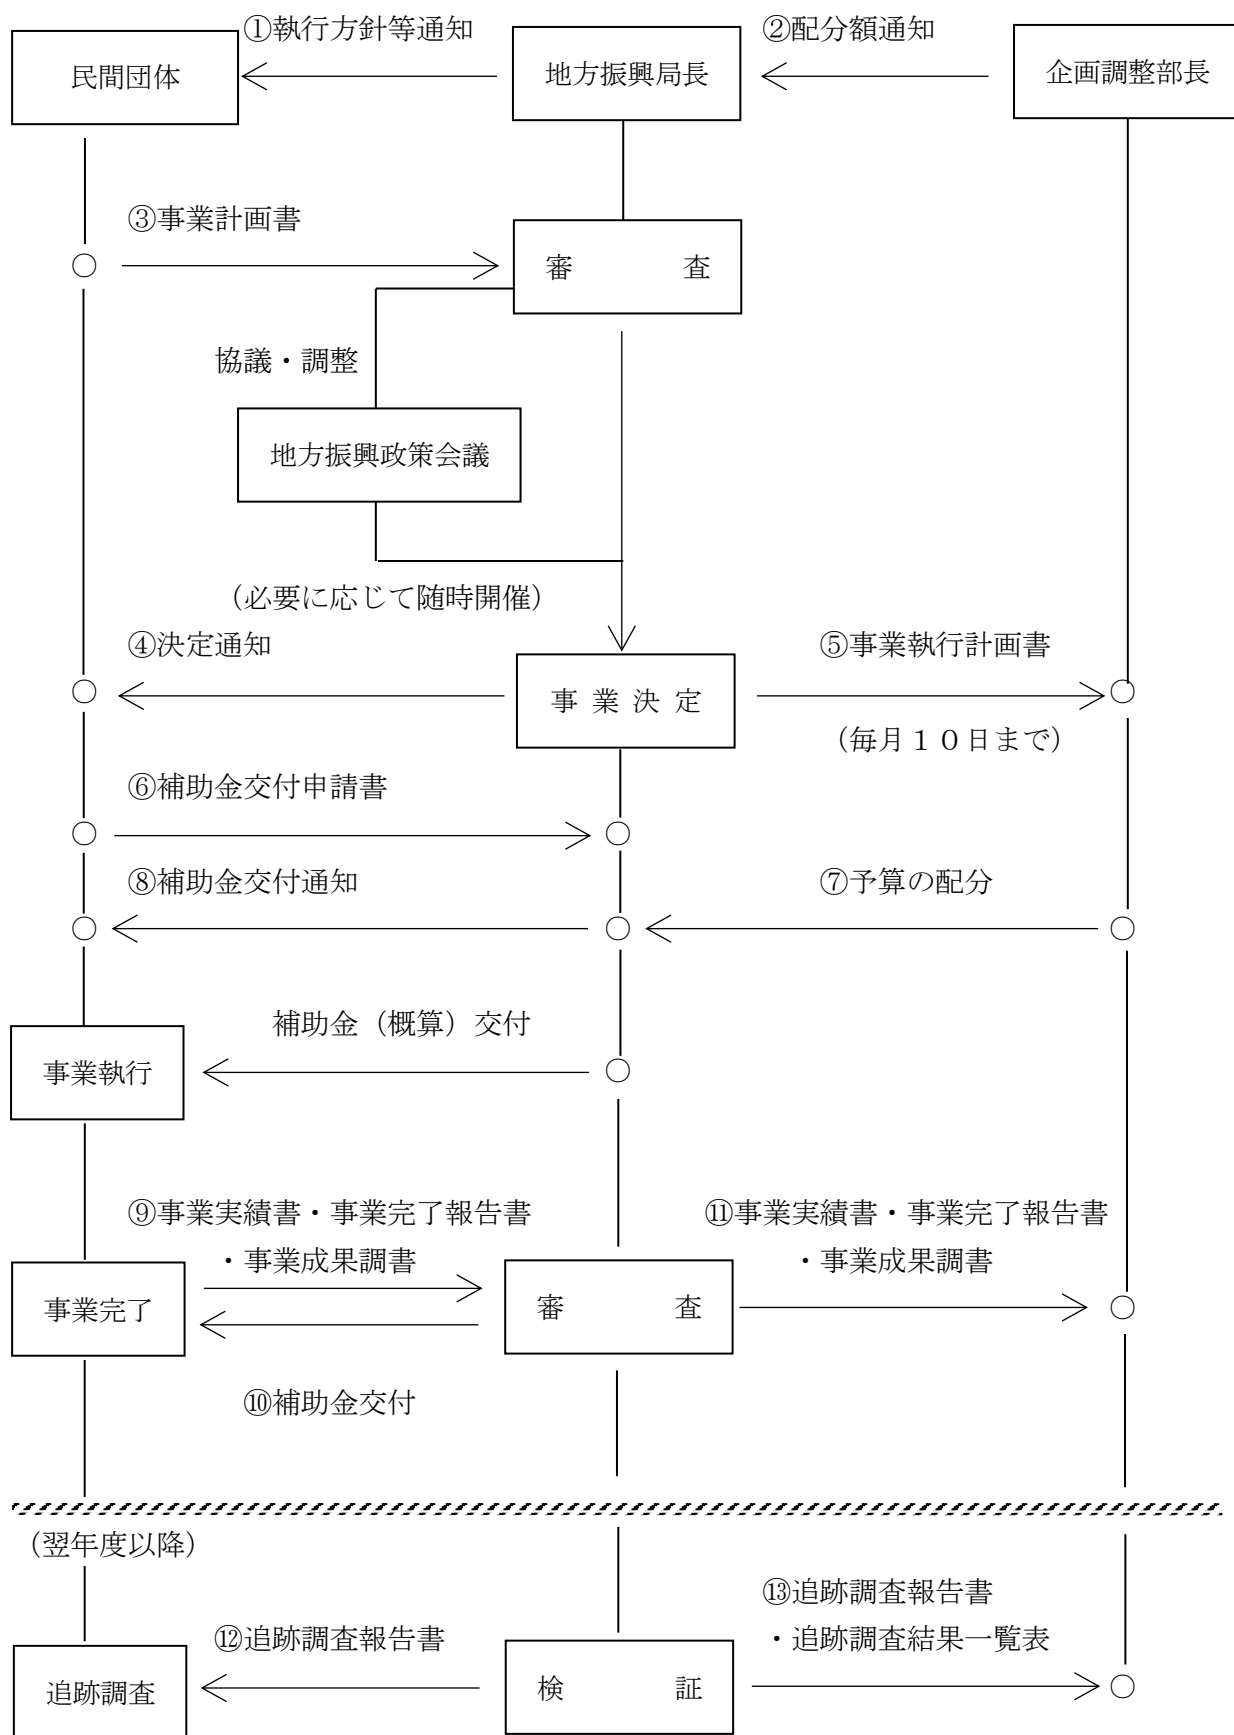 ①執行方針等通知
②配分額通知
民間団体
地方振興局長
企画調整部長
③事業計画書
○
審　　　　査
協議・調整
地方振興政策会議
（必要に応じて随時開催）
④決定通知
⑤事業執行計画書
○
事 業 決 定
○
（毎月１０日まで）
⑥補助金交付申請書
○
○
⑧補助金交付通知
⑦予算の配分
○
○
○
補助金（概算）交付
事業執行
○
⑨事業実績書・事業完了報告書
・事業成果調書
⑪事業実績書・事業完了報告書
・事業成果調書
事業完了
審　　　　査
○
⑩補助金交付
（翌年度以降）
⑬追跡調査報告書
・追跡調査結果一覧表
⑫追跡調査報告書
追跡調査
検　　　　証
○